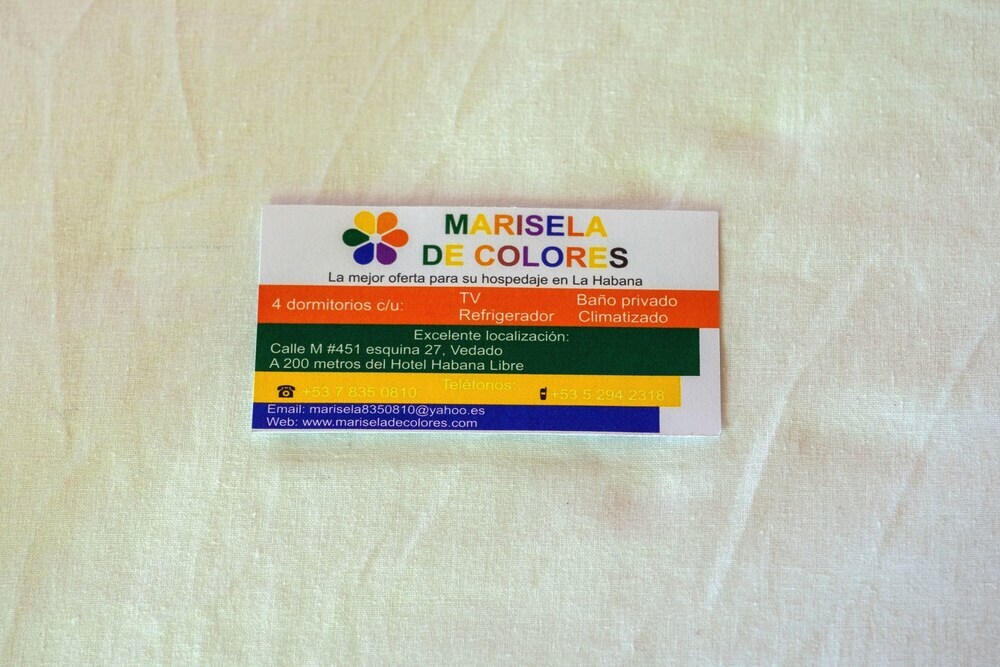 MARISELA
DE COLORES
La mejor oferta para su hospedaje en La Habana
4 dormitorios c/u: TV Baño privado
Refrigerador Climatizado
Excelente localización:
Calle M #451 esquina 27, Vedado
A 200 metros del Hotel Habana Libre
Teléfonos:
+53 7 835 0810 +53 5 294 2318
Email: marisela8350810@yahoo.es
Web: www.mariseladecolores.com